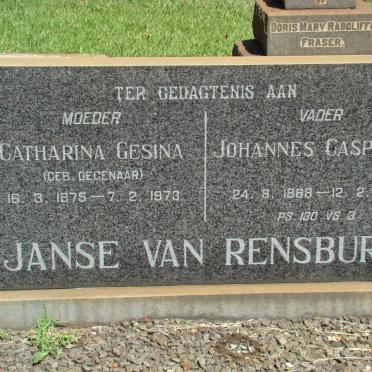 DORIS MARY RADCLIFF
FRASER.
TER GEDAGTENIS AAN
MOEDER
CATHARINA GESINA
(GEB. DEGENAAR)
16. 3. 1875 — 7. 2. 1973
VADER
JOHANNES CASP
24. 8. 1868 — 12. 2.
PS. 130 VS. 3
JANSE VAN RENSBUR